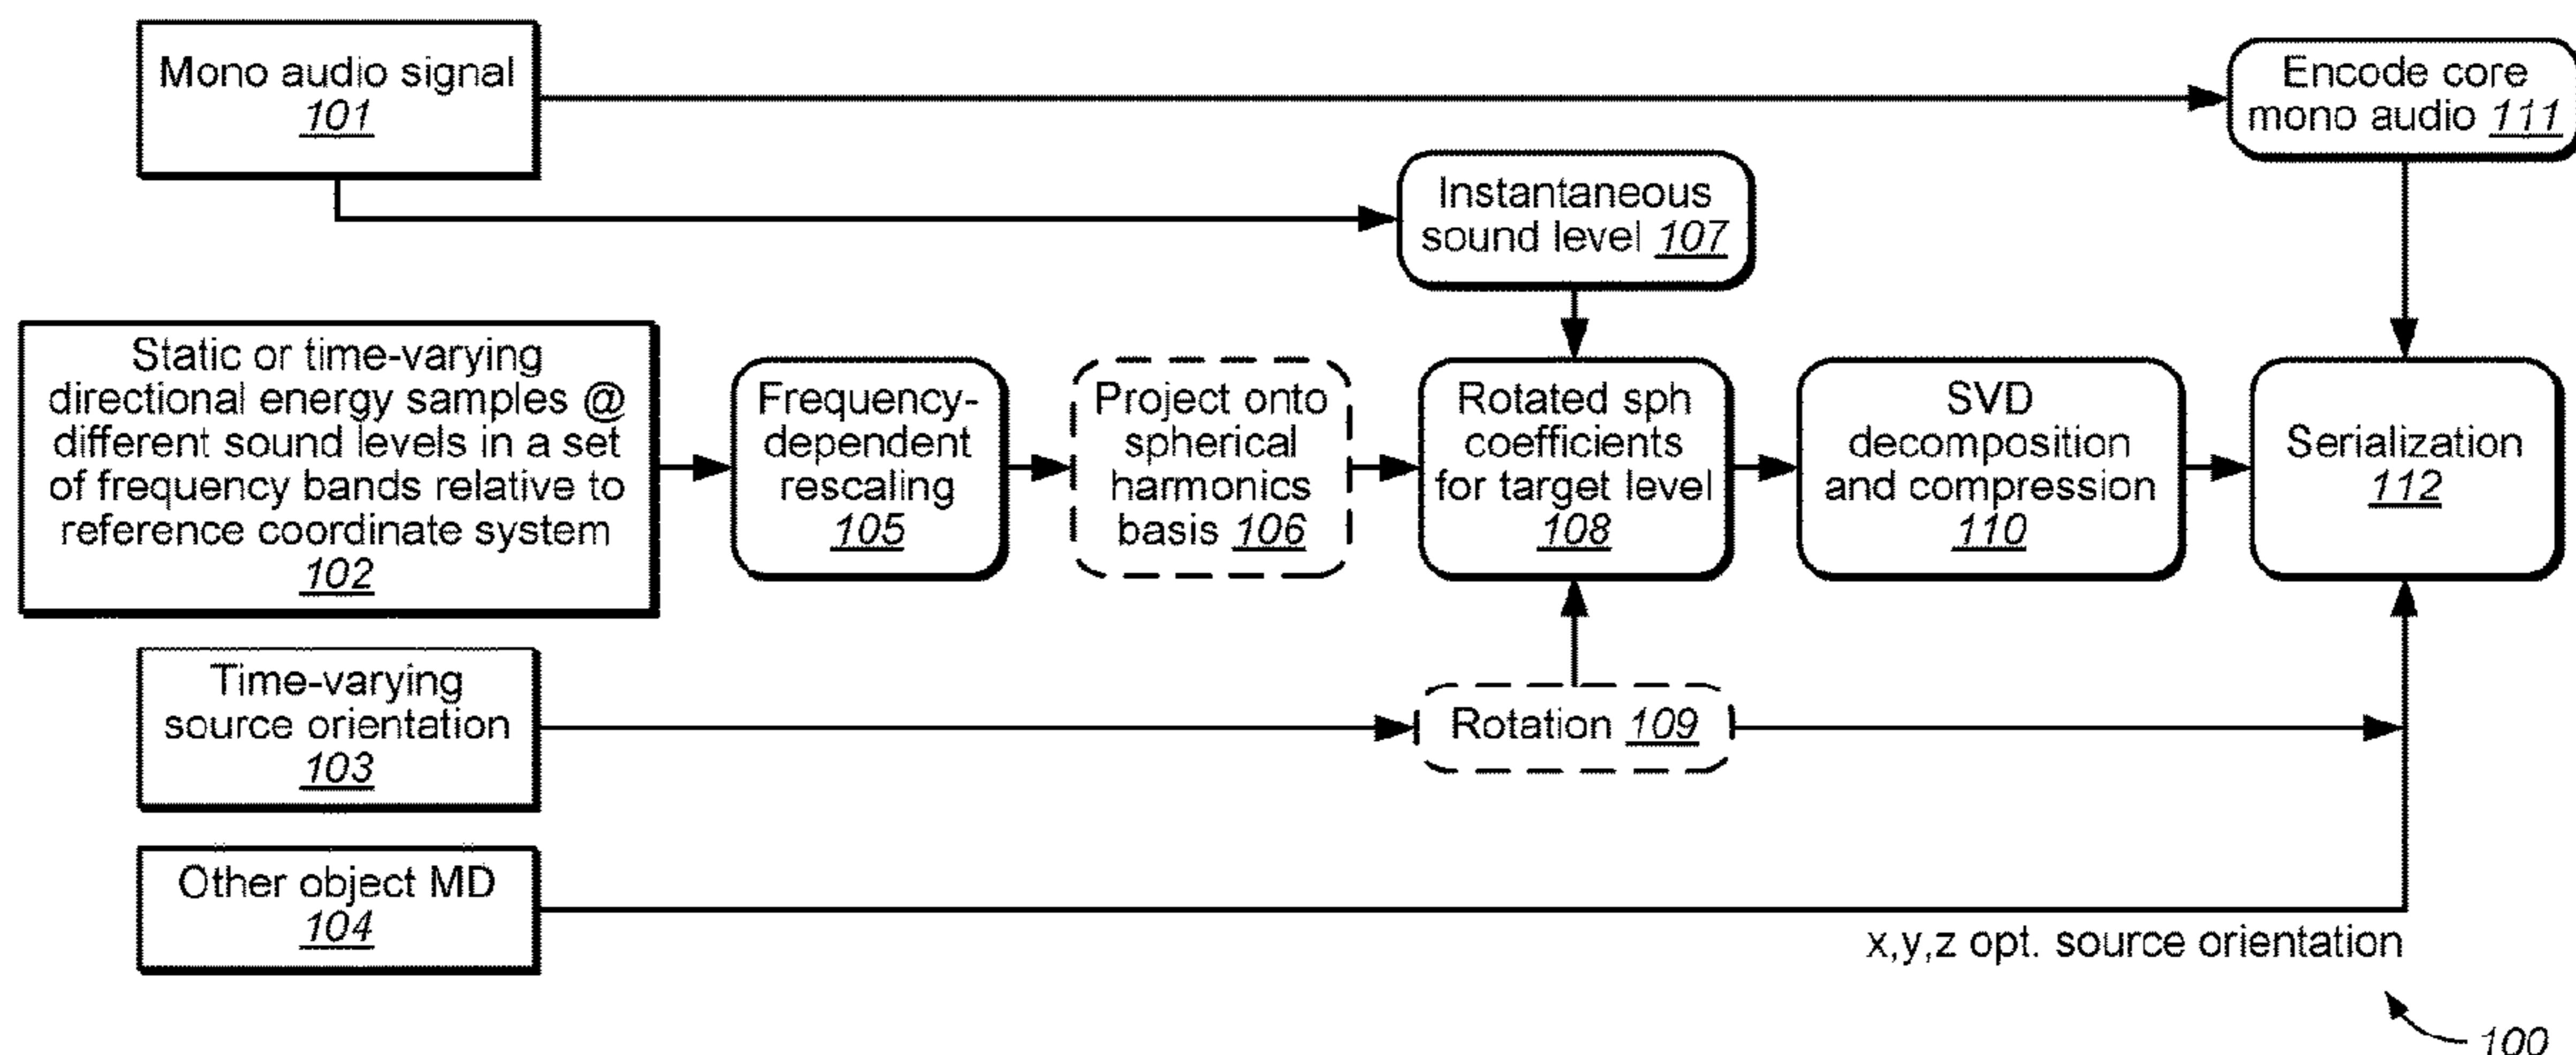 Mono audio signal
101
Encode core
mono audio 111
Instantaneous
sound level 107
Static or time-varying
directional energy samples @
different sound levels in a set
of frequency bands relative to
reference coordinate system
102
Frequency-
dependent
rescaling
105
Project onto
spherical
harmonics
basis 106
Rotated sph
coefficients
for target level
108
SVD
decomposition
and compression
110
Serialization
112
Time-varying
source orientation
103
Rotation 109
Other object MD
104
x,y,z opt. source orientation
100